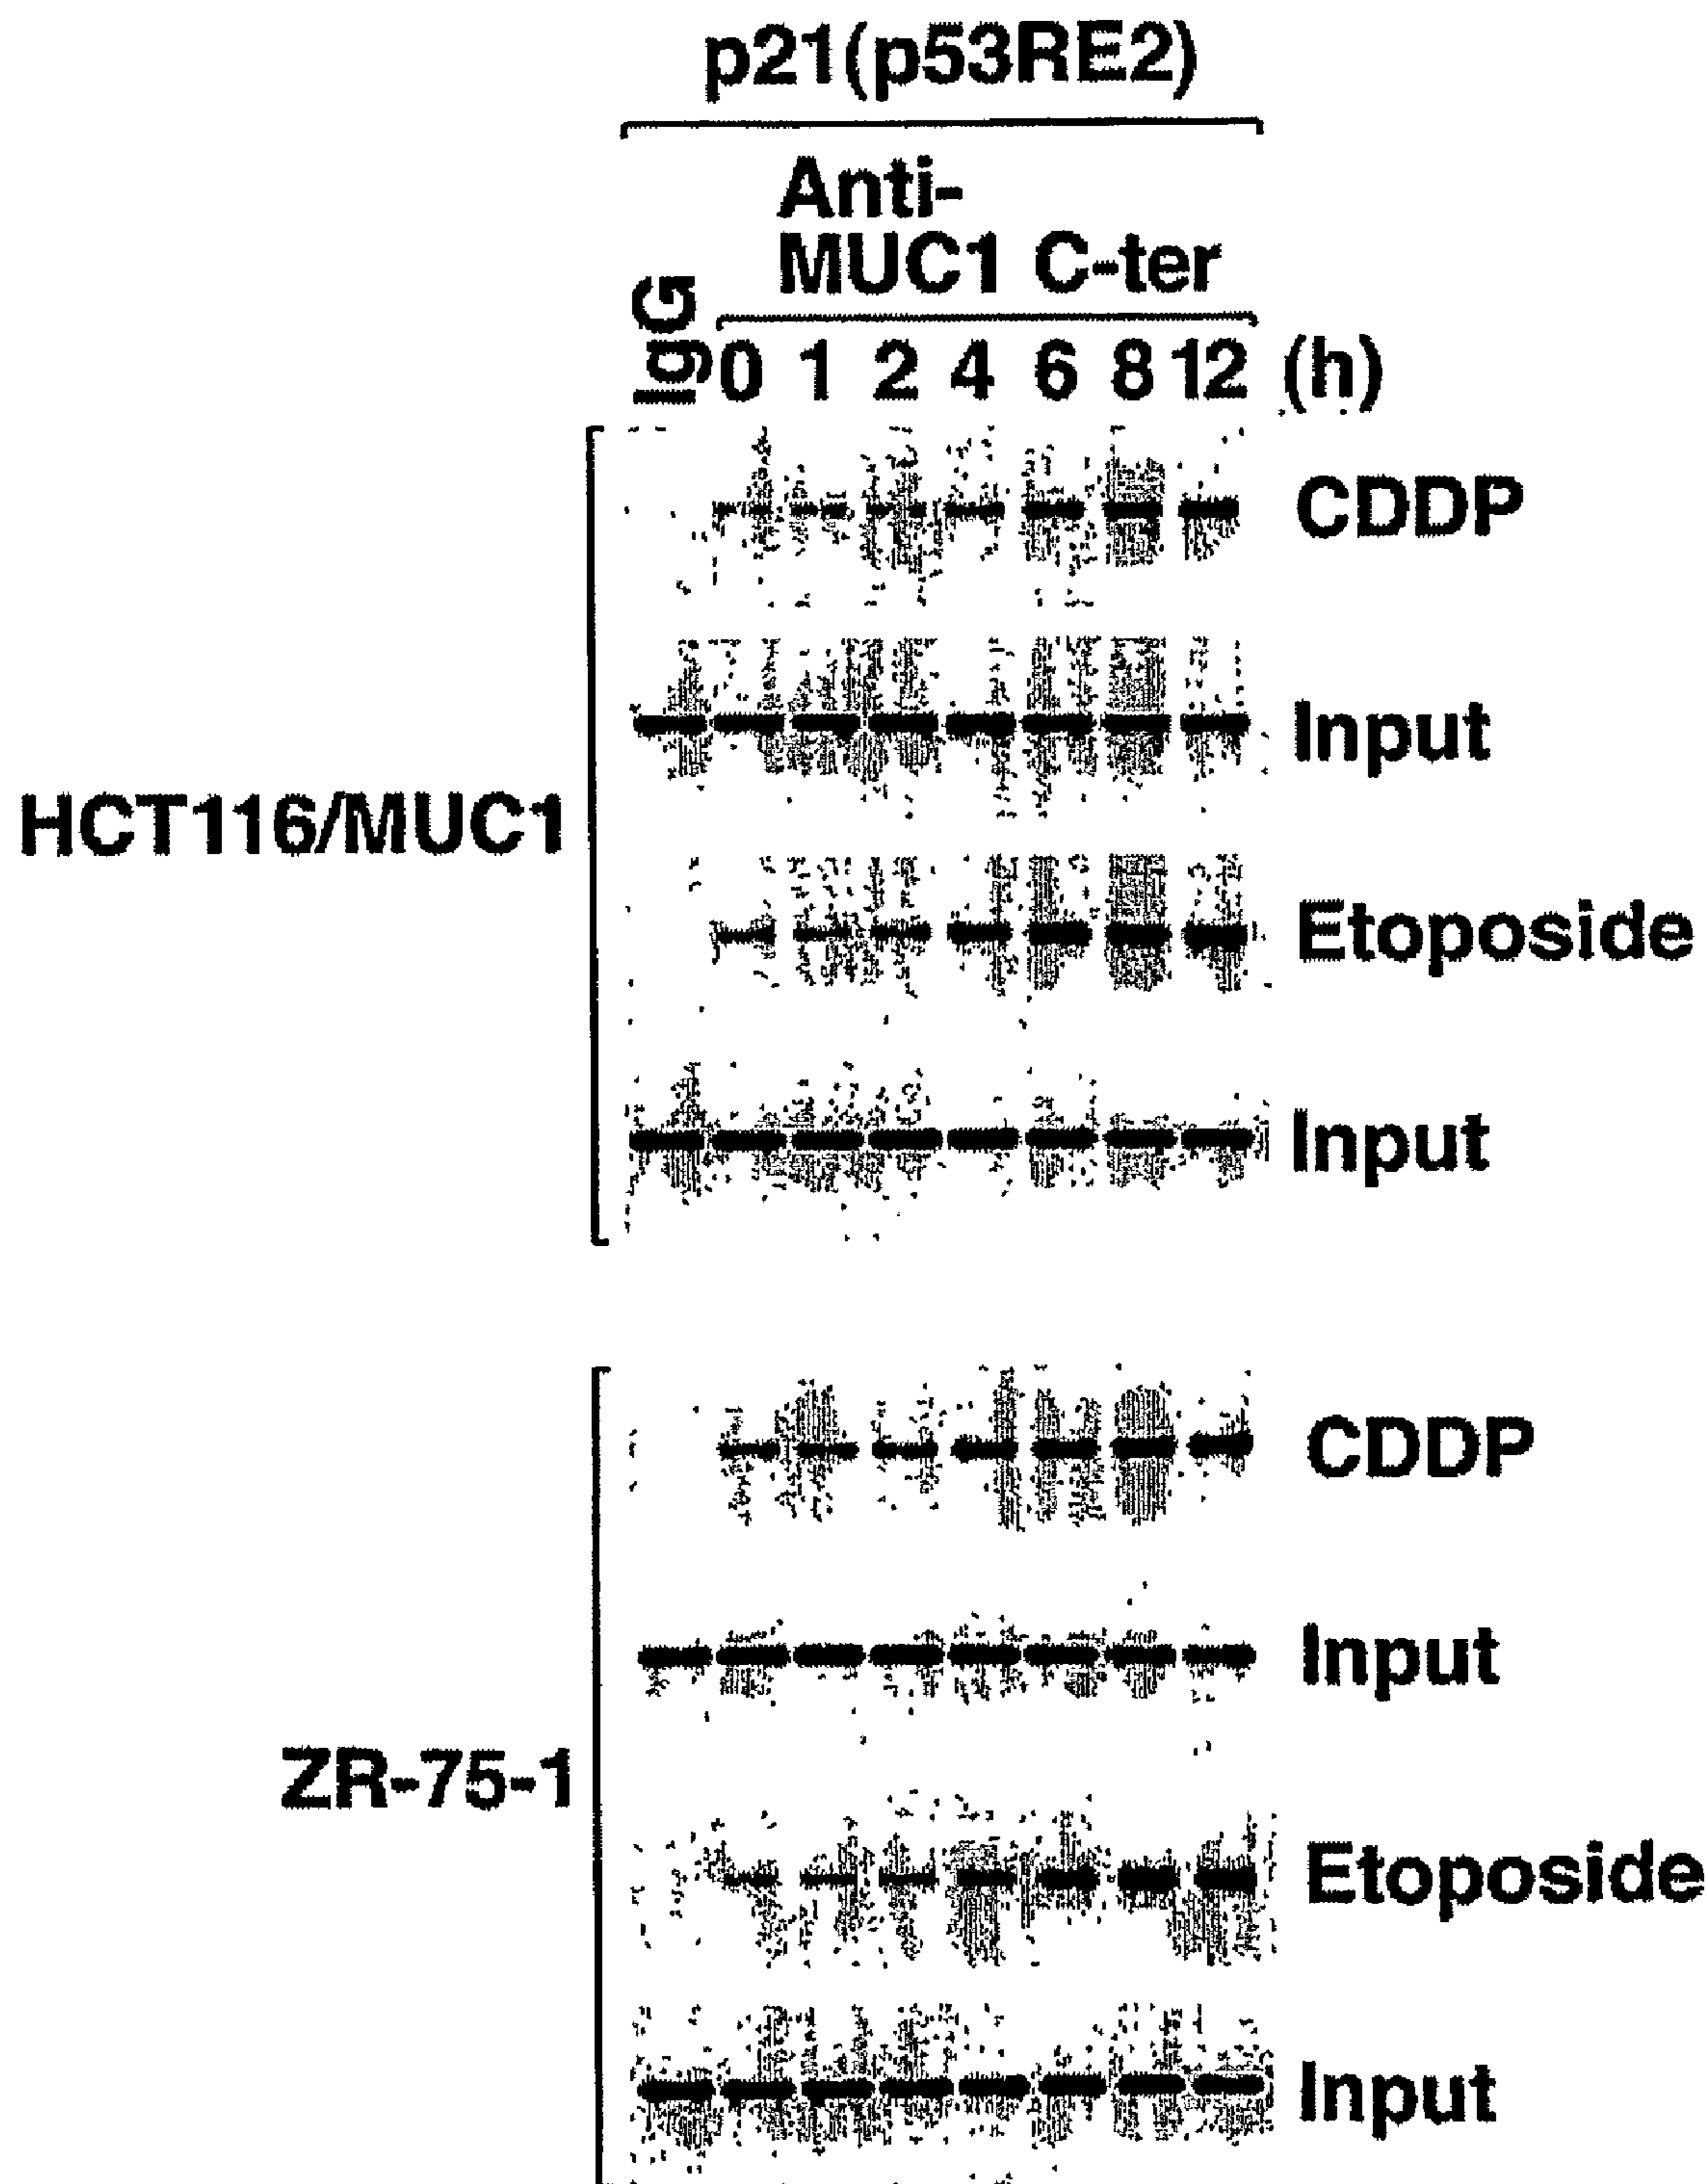 p21(p53RE2)
Anti-
MUC1 C-ter
IgG 0 1 2 4 6 8 12 (h)
CDDP
Input
HCT116/MUC1
Etoposide
Input
CDDP
Input
ZR-75-1
Etoposide
Input